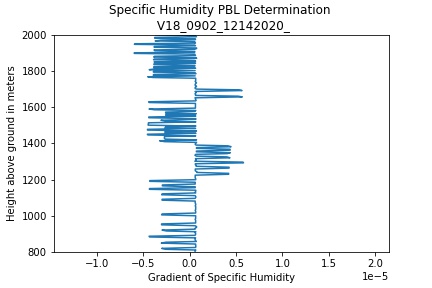 Specific Humidity PBL Determination
V18_0902_12142020_
Height above ground in meters
2000
1800
1600
1400
1200
1000
800
−1.0 −0.5 0.0 0.5 1.0 1.5 2.0
1e−5
Gradient of Specific Humidity